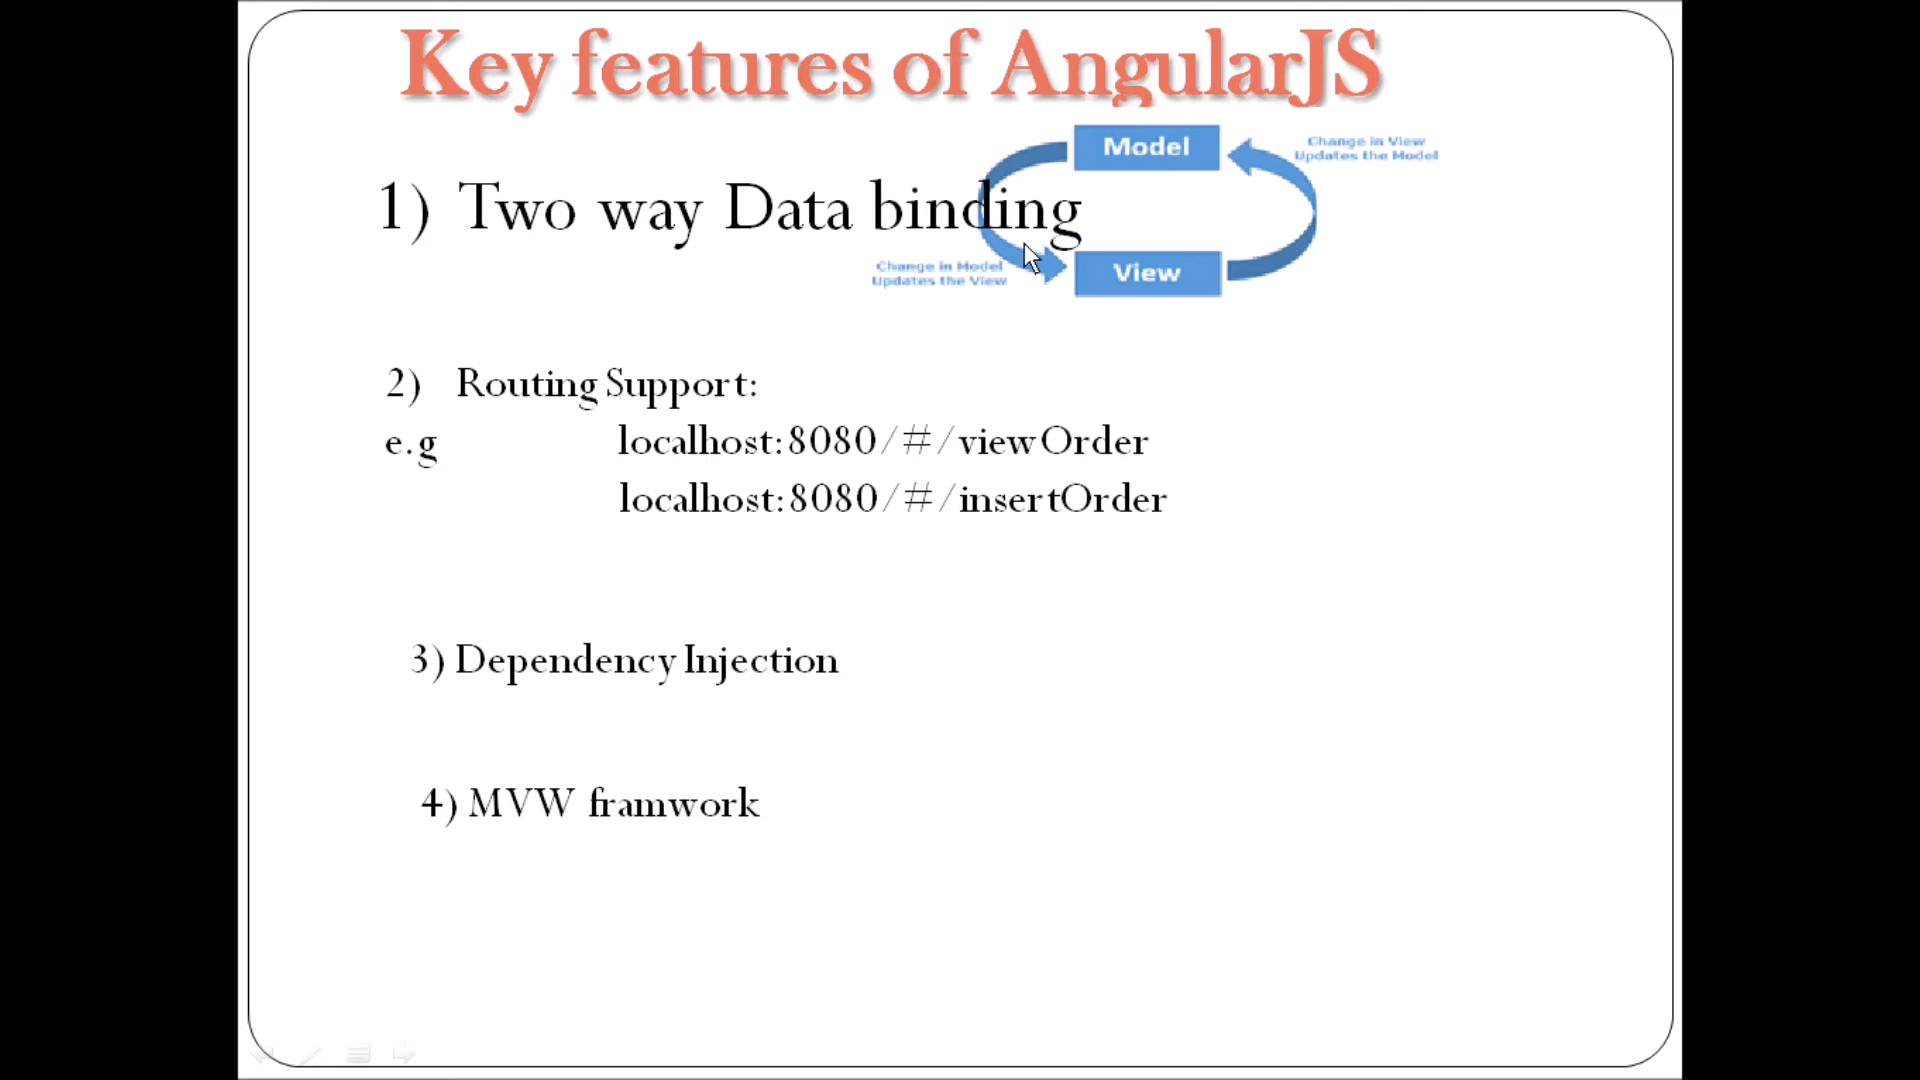 Key features of AngularJS
Model
Change in View
Updates the Model
1) Two way Data binding
Change in Model
Updates the View
View
2) Routing Support:
e.g localhost:8080/#/viewOrder
localhost:8080/#/insertOrder
3) Dependency Injection
4) MVW framwork